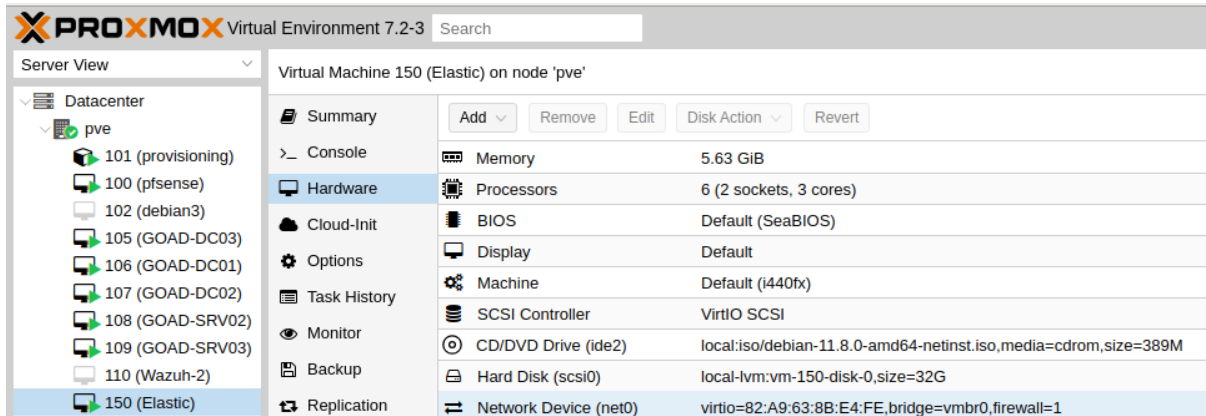 PROXMOX Virtual Environment 7.2-3 Search
Server View
Virtual Machine 150 (Elastic) on node 'pve'
Datacenter
pve
101 (provisioning)
100 (pfsense)
102 (debian3)
105 (GOAD-DC03)
106 (GOAD-DC01)
107 (GOAD-DC02)
108 (GOAD-SRV02)
109 (GOAD-SRV03)
110 (Wazuh-2)
150 (Elastic)
Summary
>_ Console
Hardware
Cloud-Init
Options
Task History
Monitor
Backup
Replication
Add Remove Edit Disk Action Revert
Memory 5.63 GiB
Processors 6 (2 sockets, 3 cores)
BIOS Default (SeaBIOS)
Display Default
Machine Default (i440fx)
SCSI Controller VirtIO SCSI
CD/DVD Drive (ide2) local:iso/debian-11.8.0-amd64-netinst.iso,media=cdrom,size=389M
Hard Disk (scsi0) local-lvm:vm-150-disk-0,size=32G
Network Device (net0) virtio=82:A9:63:8B:E4:FE,bridge=vmbr0,firewall=1